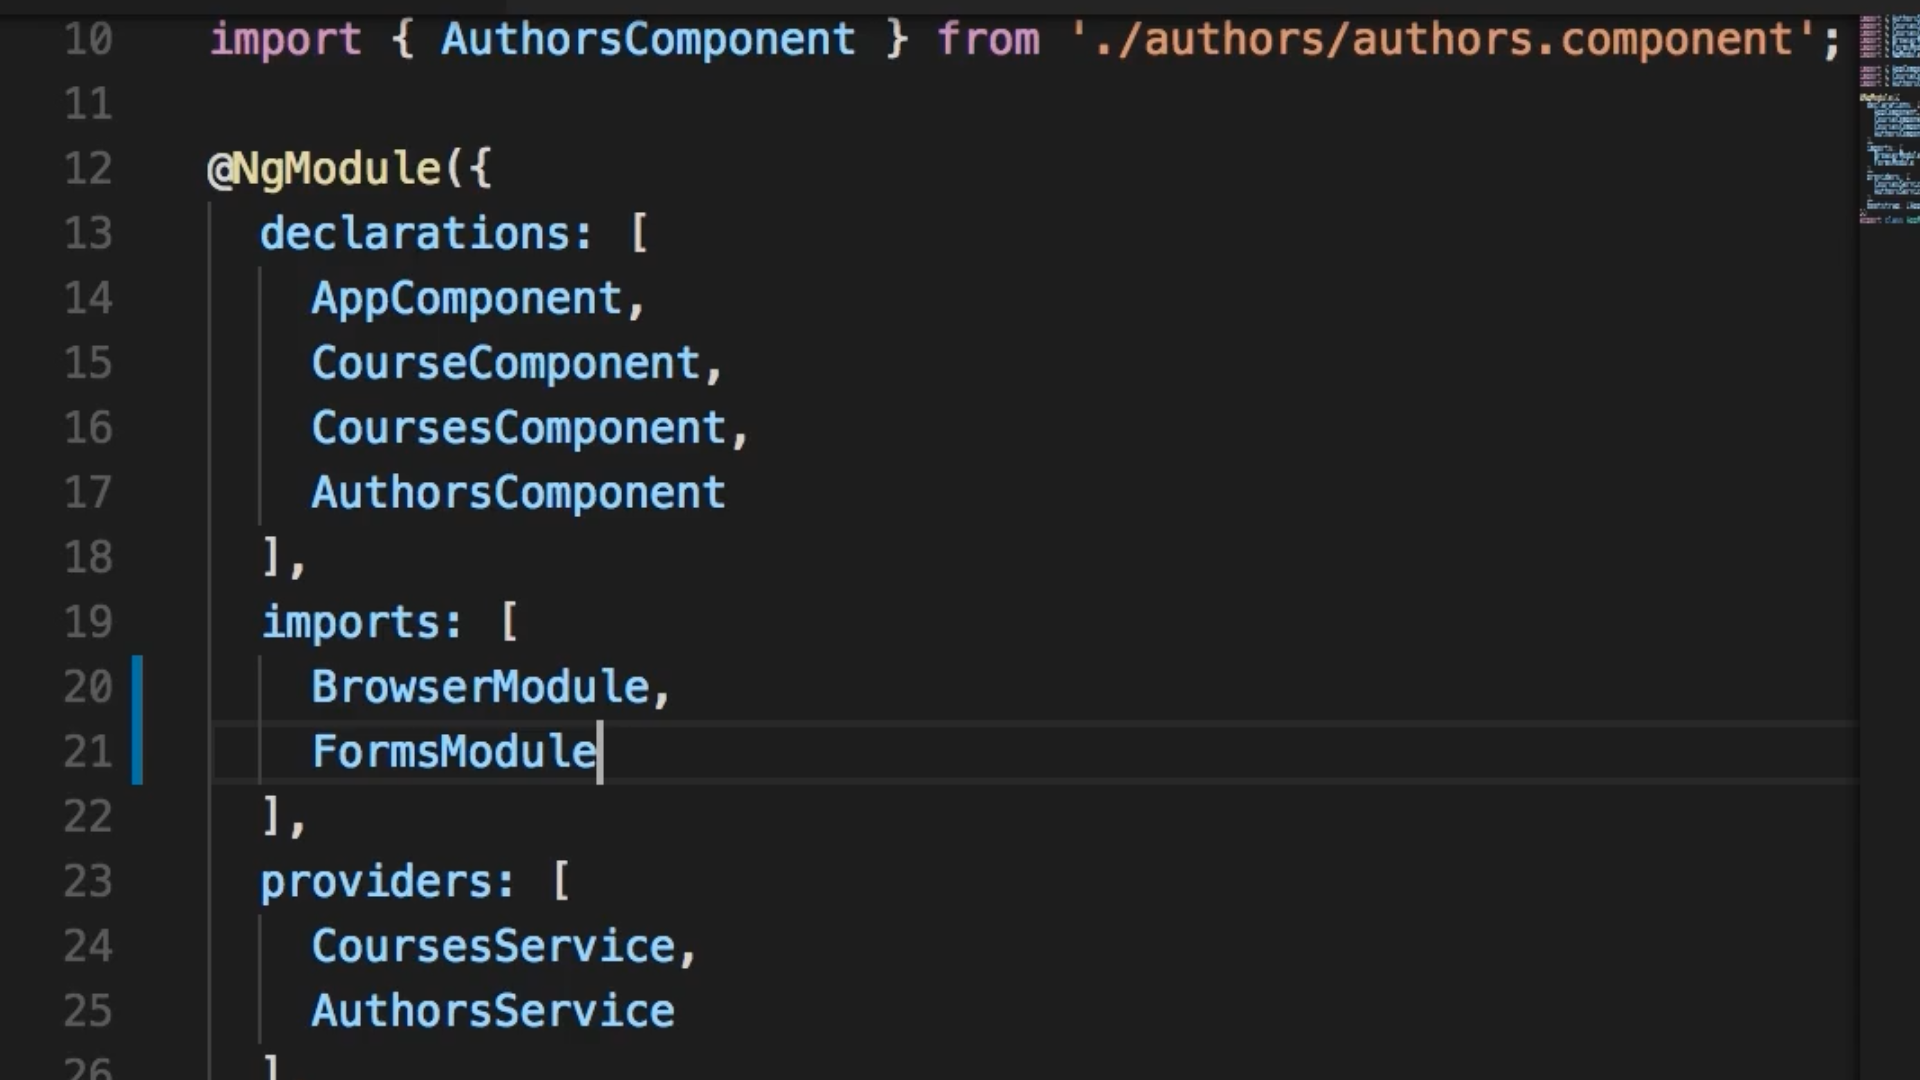 10 import { AuthorsComponent } from './authors/authors.component';
11
12 @NgModule({
13 declarations: [
14 AppComponent,
15 CourseComponent,
16 CoursesComponent,
17 AuthorsComponent
18 ],
19 imports: [
20 BrowserModule,
21 FormsModule
22 ],
23 providers: [
24 CoursesService,
25 AuthorsService
26 ]